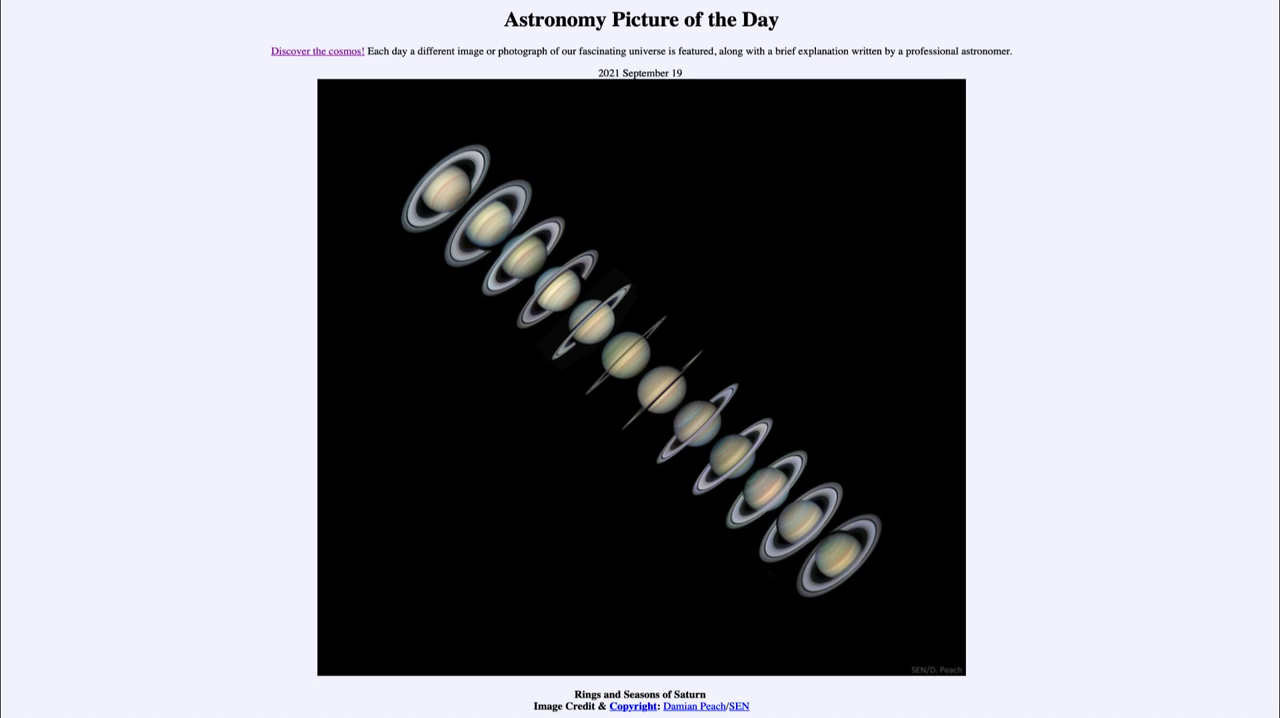 Astronomy Picture of the Day
Discover the cosmos! Each day a different image or photograph of our fascinating universe is featured, along with a brief explanation written by a professional astronomer.
2021 September 19
SEN/D. Peach
Rings and Seasons of Saturn
Image Credit & Copyright: Damian Peach/SEN